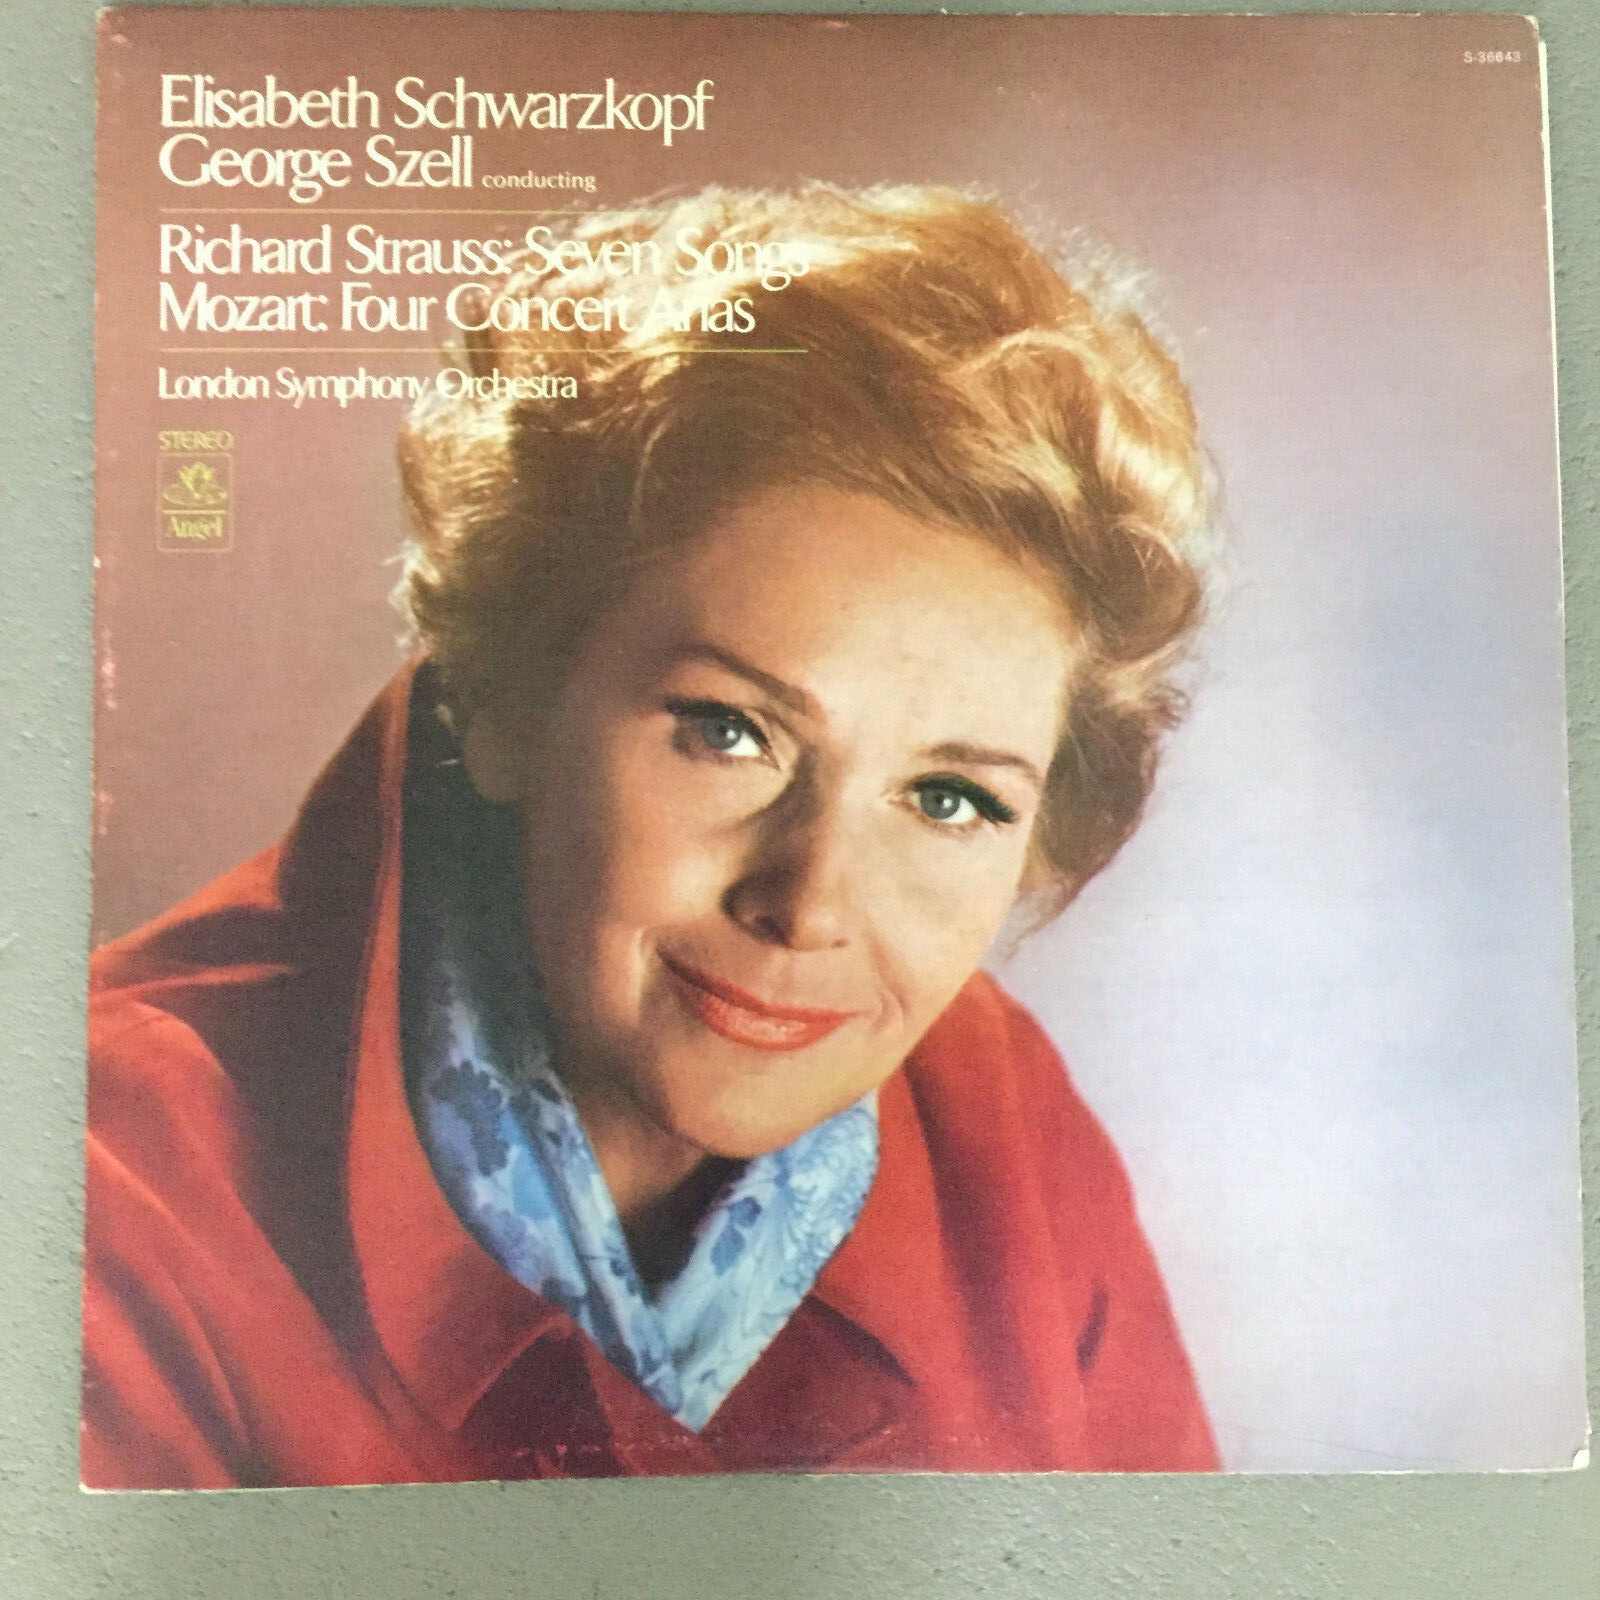 S-36643
Elisabeth Schwarzkopf
George Szell conducting
Richard Strauss: Seven Songs
Mozart: Four Concert Arias
London Symphony Orchestra
STEREO
Angel